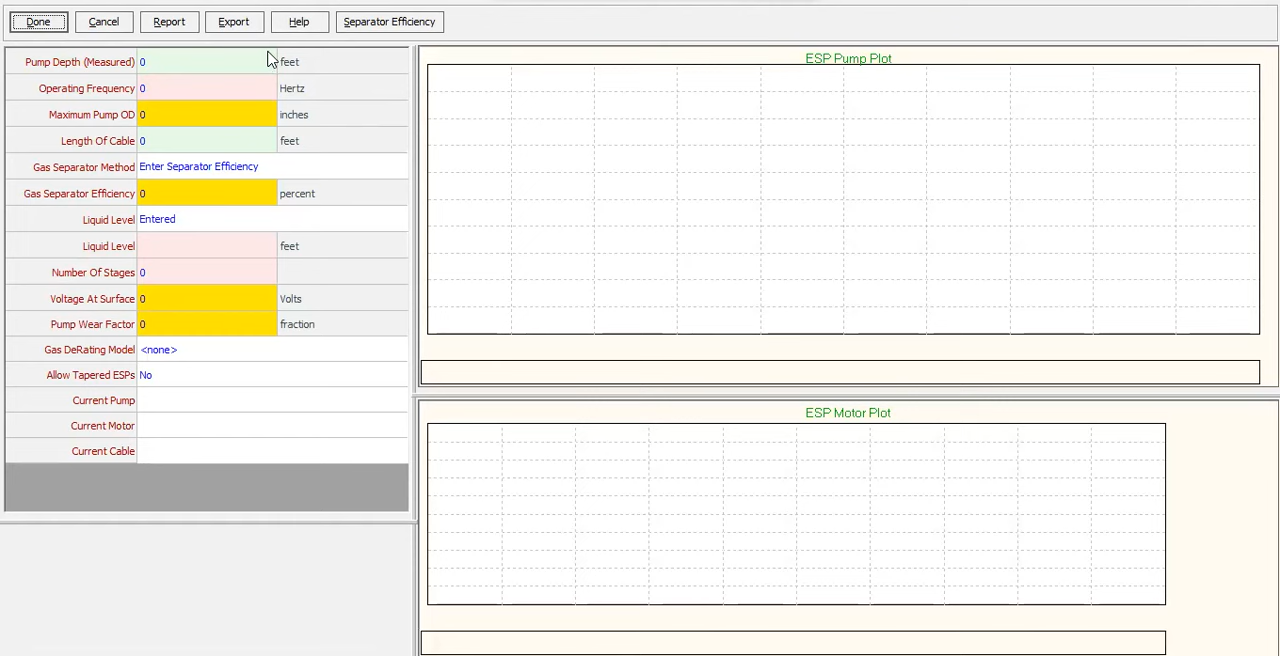 Done Cancel Report Export Help Separator Efficiency
Pump Depth (Measured) 0 feet
Operating Frequency 0 Hertz
Maximum Pump OD 0 inches
Length Of Cable 0 feet
Gas Separator Method Enter Separator Efficiency
Gas Separator Efficiency 0 percent
Liquid Level Entered
Liquid Level feet
Number Of Stages 0
Voltage At Surface 0 Volts
Pump Wear Factor 0 fraction
Gas DeRating Model <none>
Allow Tapered ESPs No
Current Pump
Current Motor
Current Cable
ESP Pump Plot
ESP Motor Plot